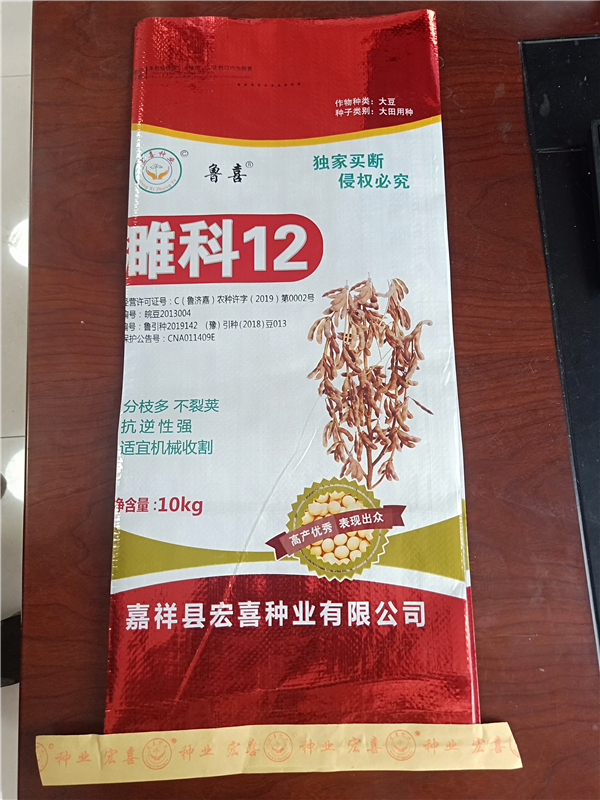 作物种类：大豆
种子类别：大田用种
鲁喜®
独家买断
侵权必究
睢科12
经营许可证号：C（鲁济嘉）农种许字（2019）第0002号
编号：皖豆2013004
编号：鲁引种2019142 （豫）引种(2018)豆013
保护公告号：CNA011409E
分枝多 不裂荚
抗逆性强
适宜机械收割
净含量：10kg
高产优秀 表现出众
嘉祥县宏喜种业有限公司
种业 宏喜 种业 宏喜 种业 宏喜